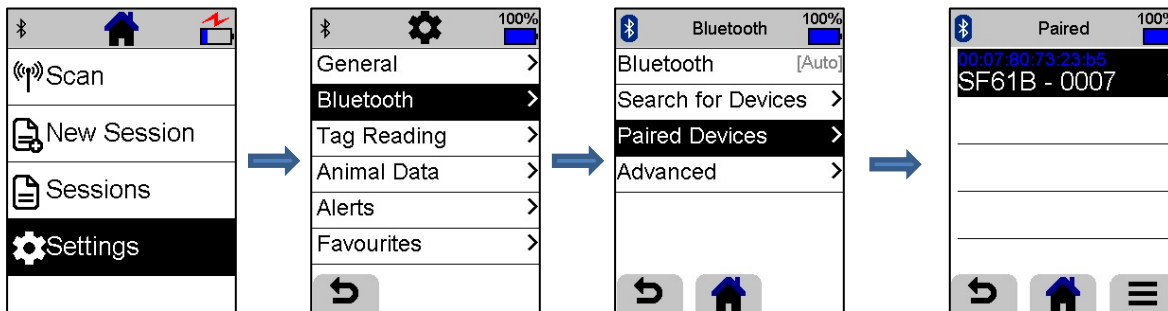 Scan
New Session
Sessions
Settings
100%
General
Bluetooth
Tag Reading
Animal Data
Alerts
Favourites
100%
Bluetooth
Bluetooth [Auto]
Search for Devices
Paired Devices
Advanced
100%
Paired
00:07:80:73:23:b5
SF61B - 0007